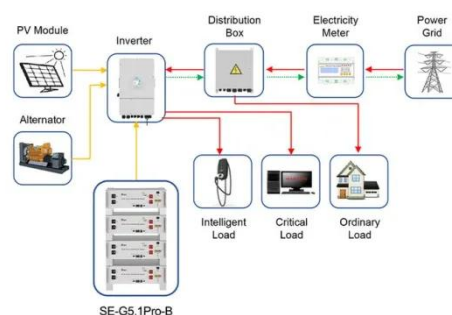 PV Module
Inverter
Distribution
Box
Electricity
Meter
Power
Grid
Alternator
Intelligent
Load
Critical
Load
Ordinary
Load
SE-G5.1Pro-B